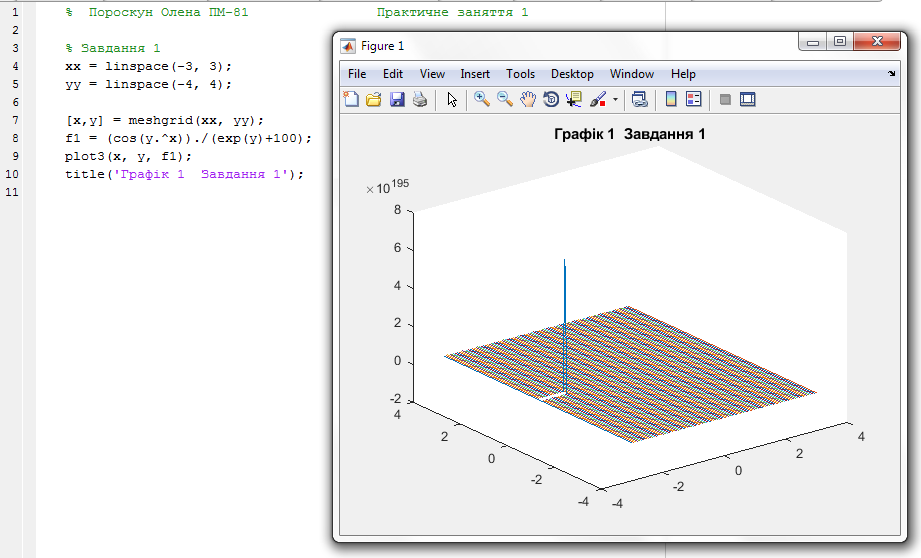 1 % Пороскун Олена ПМ-81 Практичне заняття 1
2
3 % Завдання 1
4 xx = linspace(-3, 3);
5 yy = linspace(-4, 4);
6
7 [x,y] = meshgrid(xx, yy);
8 f1 = (cos(y.^x))./(exp(y)+100);
9 plot3(x, y, f1);
10 title('Графік 1  Завдання 1');
11
Figure 1
File Edit View Insert Tools Desktop Window Help
Графік 1  Завдання 1
×10^195
8
6
4
2
0
-2
4
2
0
-2
-4
-4
-2
0
2
4